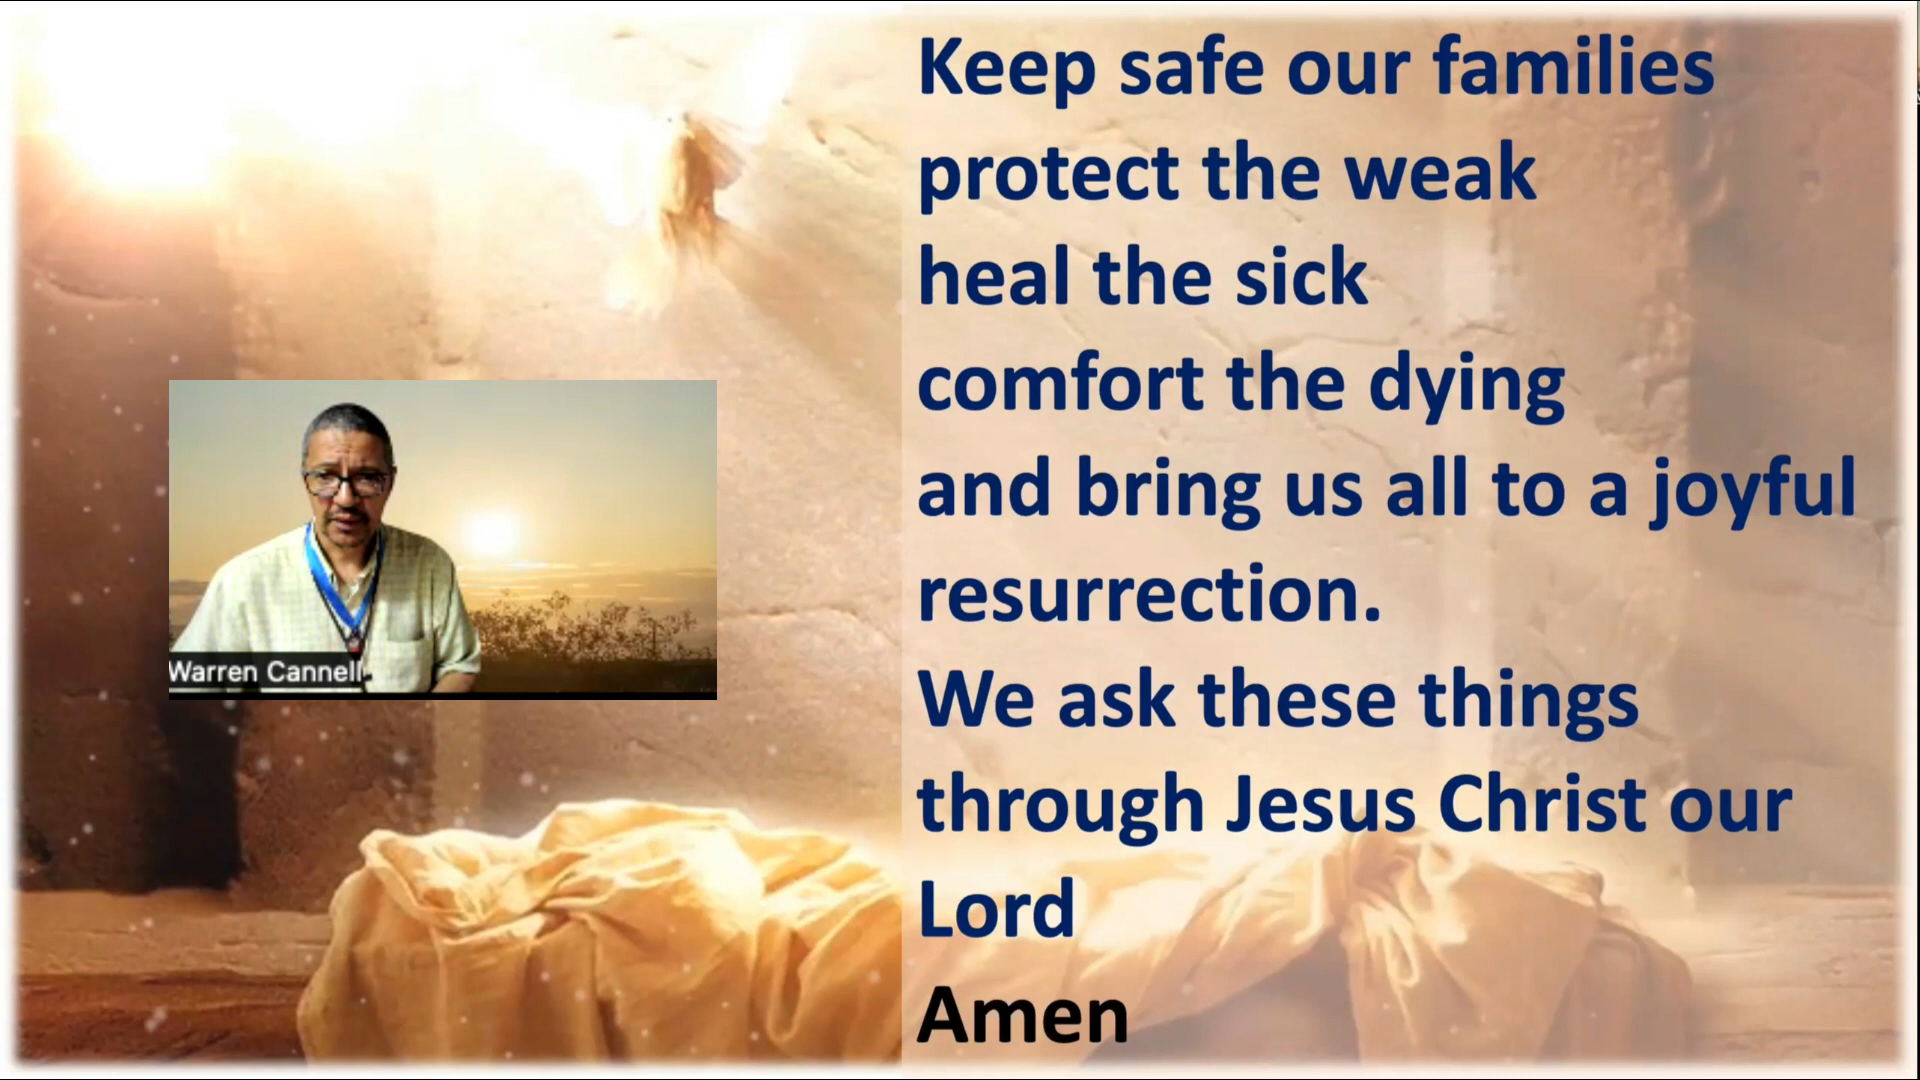 Keep safe our families
protect the weak
heal the sick
comfort the dying
and bring us all to a joyful
resurrection.
We ask these things
through Jesus Christ our
Lord
Amen
Warren Cannell